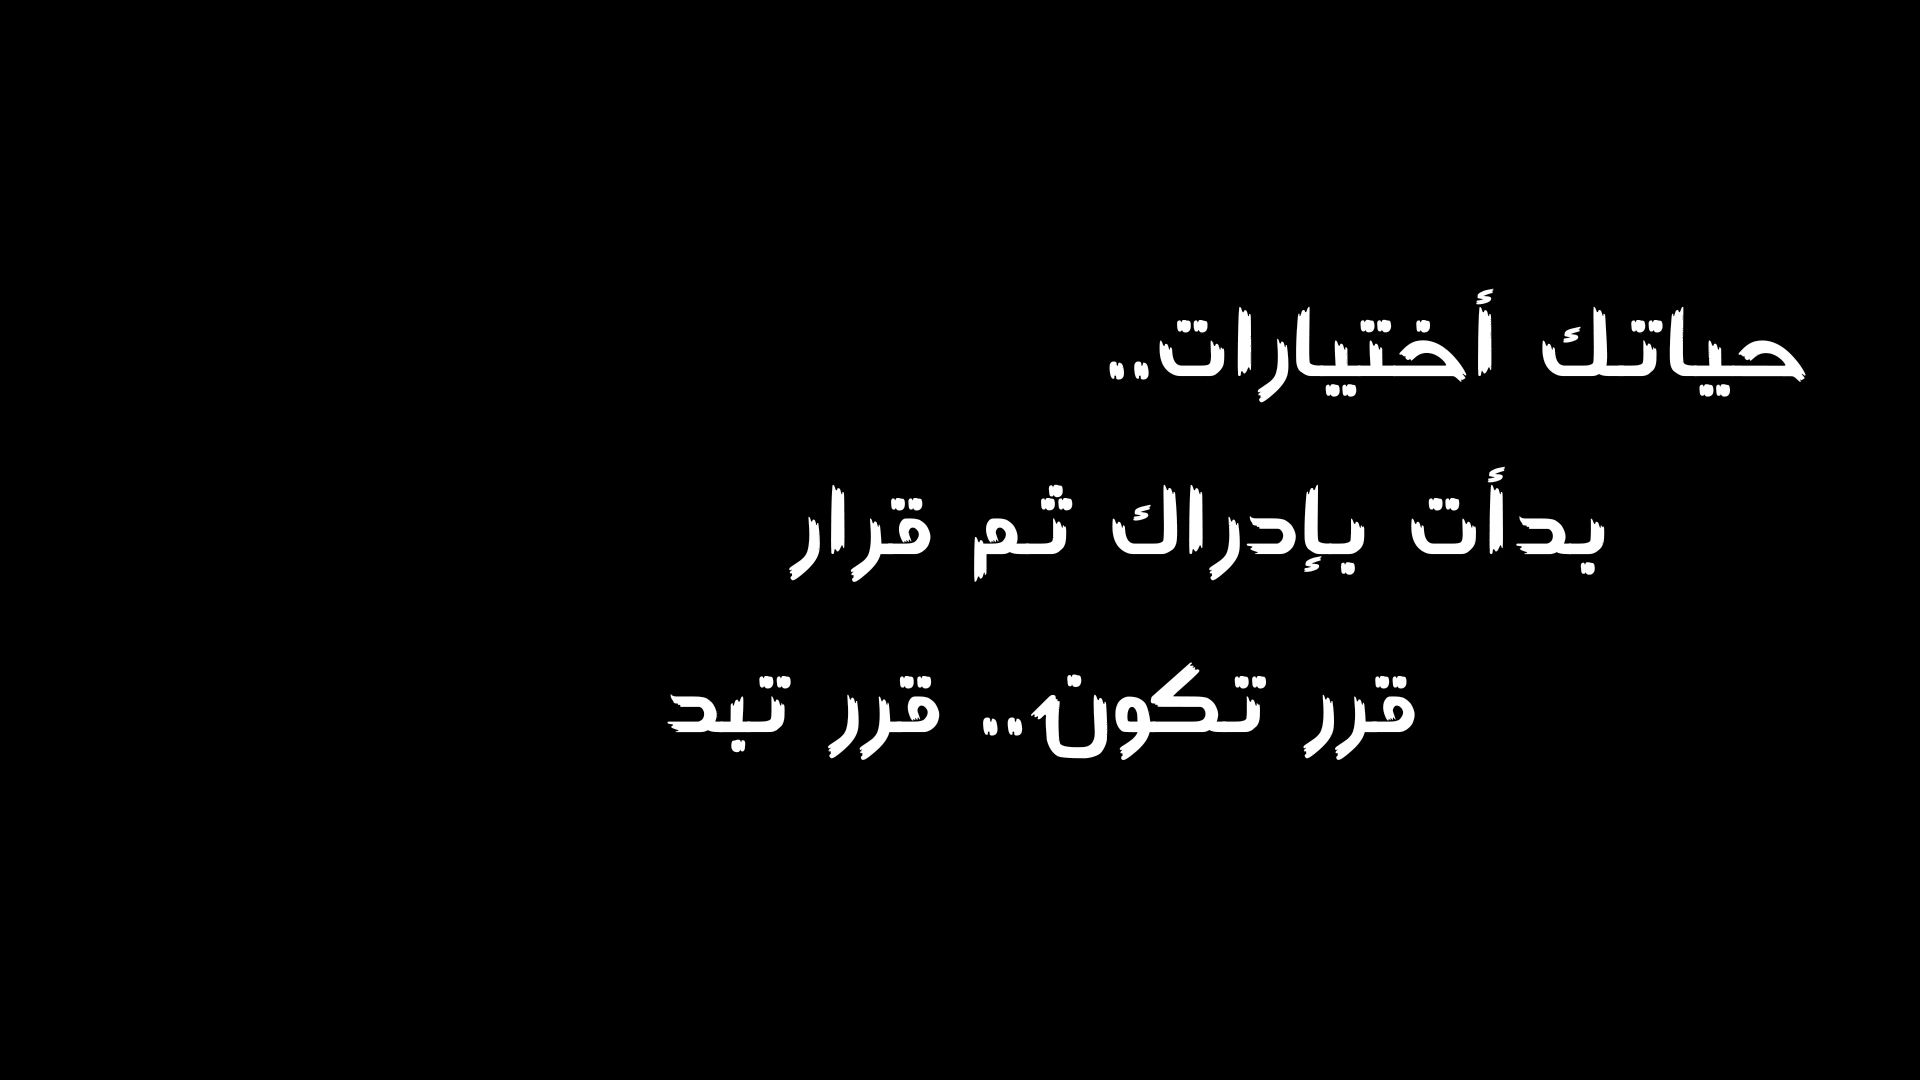 حياتك أختيارات..
بدأت بإدراك ثم قرار
قرر تكون.. قرر تبد